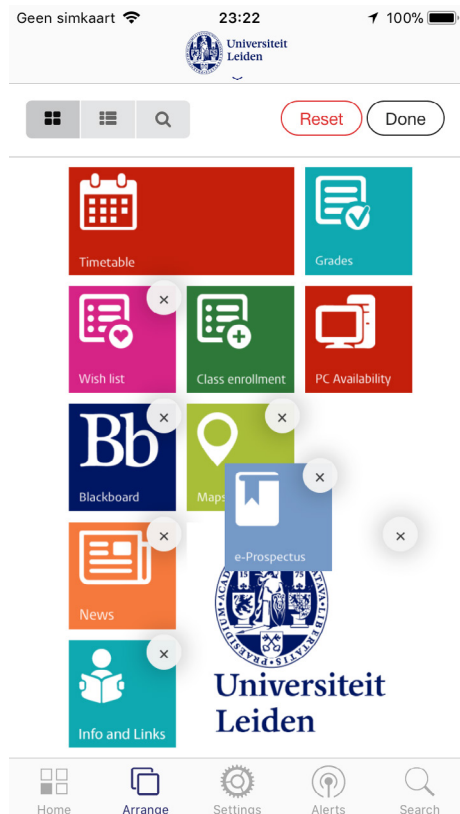 Geen simkaart 23:22 100%
Universiteit
Leiden
Reset Done
Timetable Grades
Wish list Class enrollment PC Availability
Bb
Blackboard Maps
e-Prospectus
News
Universiteit
Leiden
Info and Links
Home Arrange Settings Alerts Search